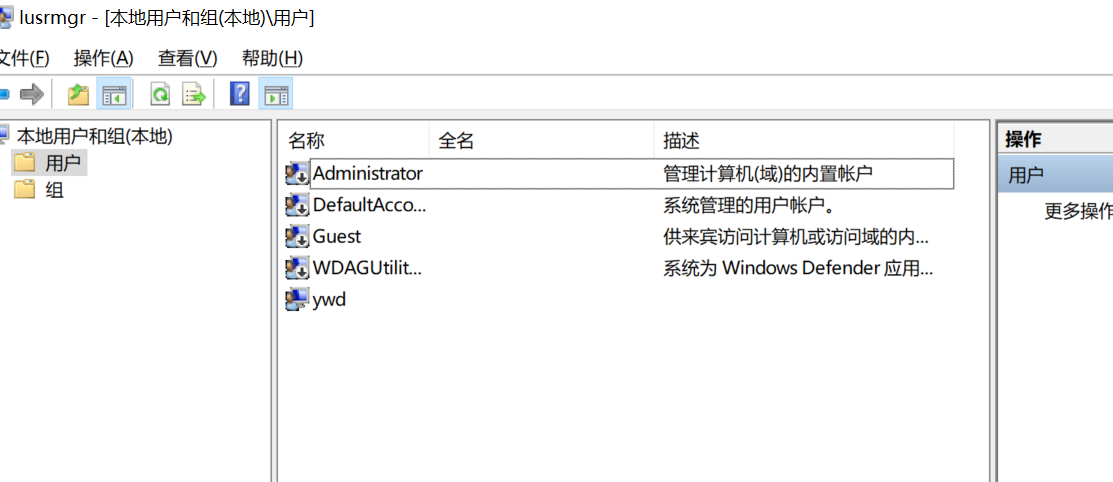 lusrmgr - [本地用户和组(本地)\用户]
文件(F) 操作(A) 查看(V) 帮助(H)
本地用户和组(本地)
用户
组
名称 全名 描述
Administrator 管理计算机(域)的内置帐户
DefaultAcco... 系统管理的用户帐户。
Guest 供来宾访问计算机或访问域的内...
WDAGUtilit... 系统为 Windows Defender 应用...
ywd
操作
用户
更多操作